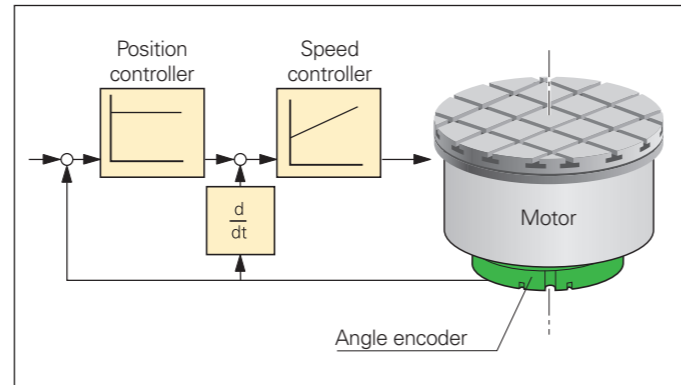 Position
controller
Speed
controller
d
dt
Motor
Angle encoder